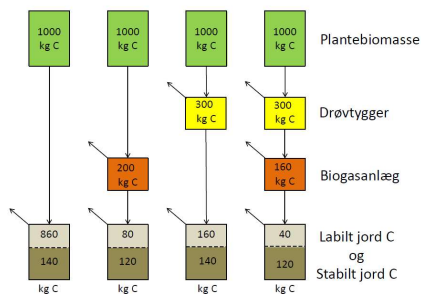 1000 kg C
1000 kg C
1000 kg C
1000 kg C
Plantebiomasse
300 kg C
300 kg C
Drøvtygger
200 kg C
160 kg C
Biogasanlæg
860
80
160
40
Labilt jord C
og
140
120
140
120
Stabilt jord C
kg C
kg C
kg C
kg C